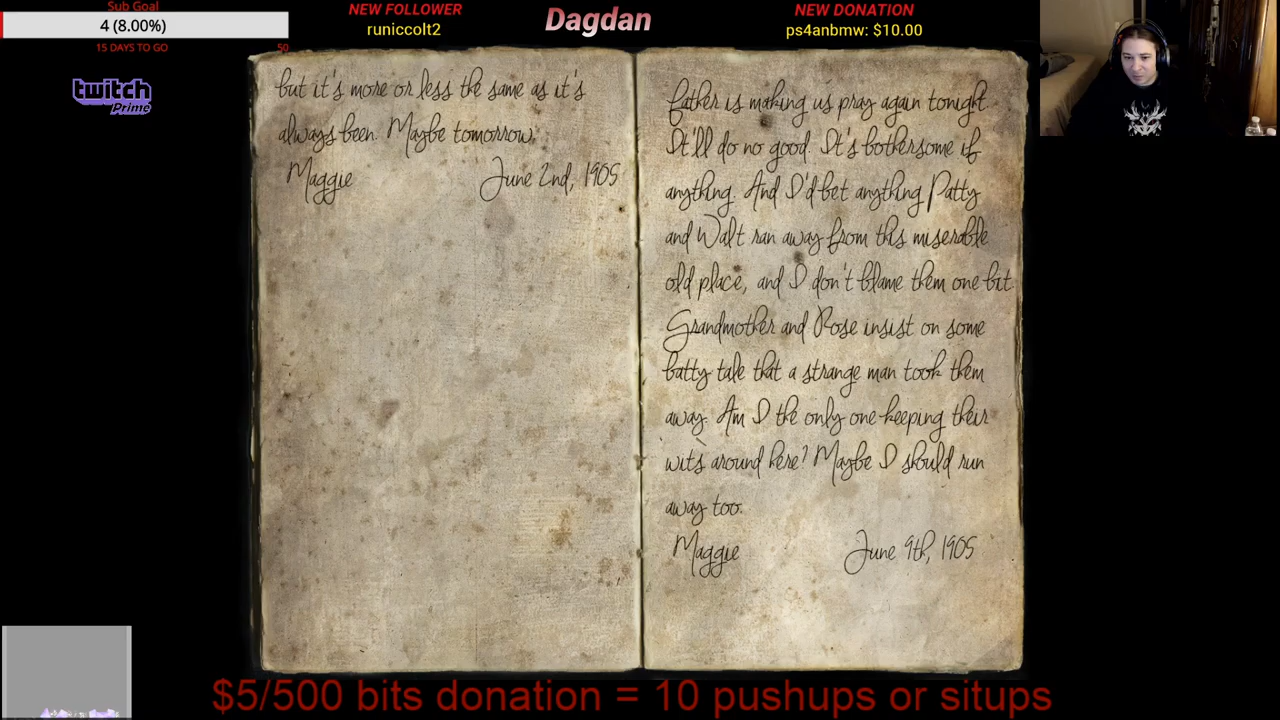 Sub Goal
4 (8.00%)
15 DAYS TO GO
50
twitch
Prime
NEW FOLLOWER
runiccolt2
Dagdan
NEW DONATION
ps4anbmw: $10.00
but it's more or less the same as it's
always been. Maybe tomorrow.
Maggie June 2nd, 1905
Father is making us pray again tonight.
It'll do no good. It's bothersome if
anything. And I'd bet anything Patty
and Walt ran away from this miserable
old place, and I don't blame them one bit.
Grandmother and Rose insist on some
batty tale that a strange man took them
away. Am I the only one keeping their
wits around here? Maybe I should run
away too.
Maggie June 9th, 1905
$5/500 bits donation = 10 pushups or situps